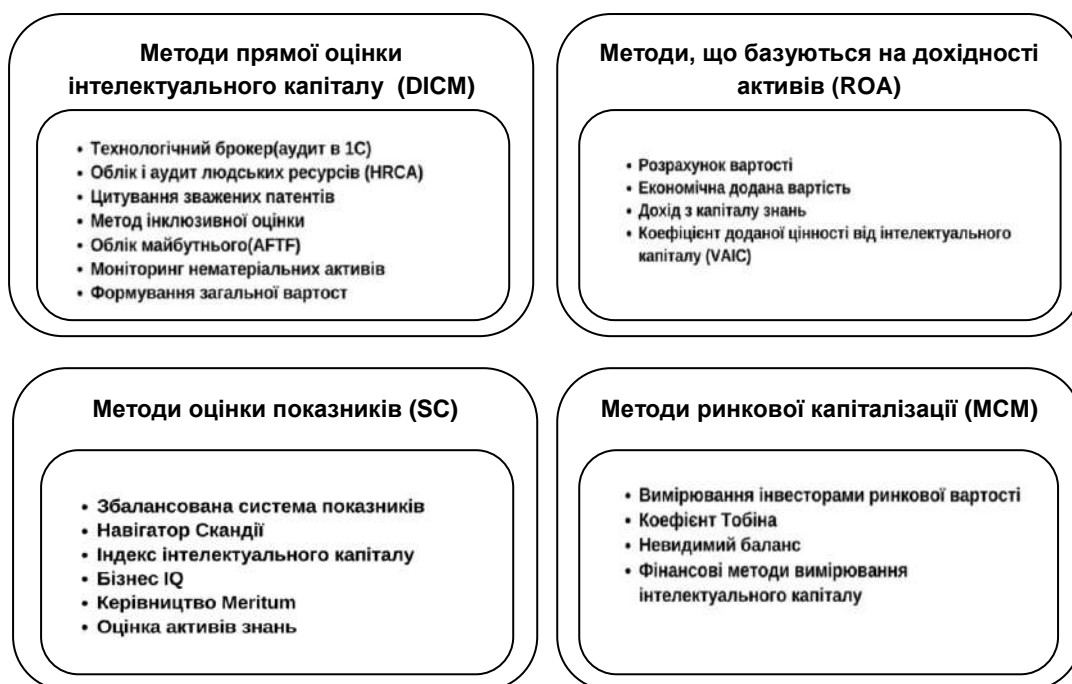 Методи прямої оцінки
інтелектуального капіталу (DICM)
• Технологічний брокер(аудит в 1С)
• Облік і аудит людських ресурсів (HRCA)
• Цитування зважених патентів
• Метод інклюзивної оцінки
• Облік майбутнього(AFTF)
• Моніторинг нематеріальних активів
• Формування загальної вартост
Методи, що базуються на дохідності
активів (ROA)
• Розрахунок вартості
• Економічна додана вартість
• Дохід з капіталу знань
• Коефіцієнт доданої цінності від інтелектуального
капіталу (VAIC)
Методи оцінки показників (SC)
• Збалансована система показників
• Навігатор Скандії
• Індекс інтелектуального капіталу
• Бізнес IQ
• Керівництво Meritum
• Оцінка активів знань
Методи ринкової капіталізації (MCM)
• Вимірювання інвесторами ринкової вартості
• Коефієнт Тобіна
• Невидимий баланс
• Фінансові методи вимірювання
інтелектуального капіталу